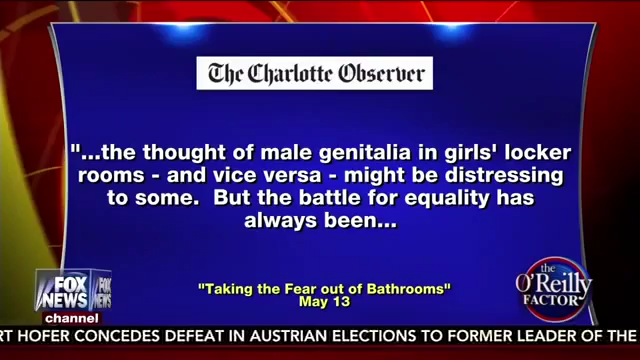 The Charlotte Observer
"...the thought of male genitalia in girls' locker
rooms - and vice versa - might be distressing
to some.  But the battle for equality has
always been...
"Taking the Fear out of Bathrooms"
May 13
FOX
NEWS
channel
NEWS
the
O'Reilly
FACTOR
RT HOFER CONCEDES DEFEAT IN AUSTRIAN ELECTIONS TO FORMER LEADER OF THE